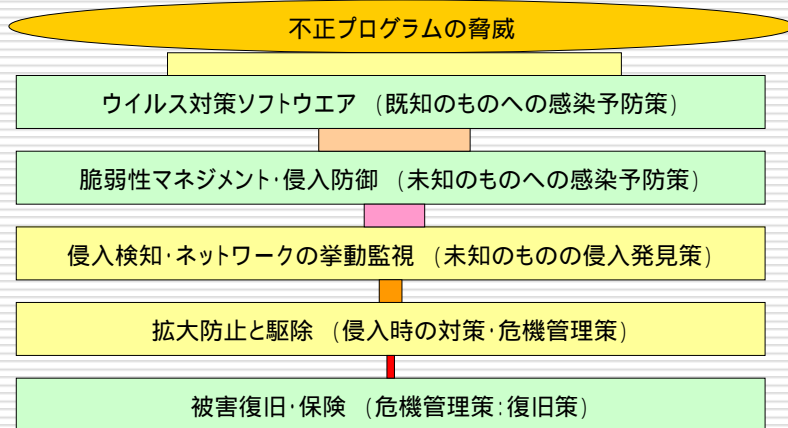 不正プログラムの脅威
ウイルス対策ソフトウエア （既知のものへの感染予防策）
脆弱性マネジメント・侵入防御 （未知のものへの感染予防策）
侵入検知・ネットワークの挙動監視 （未知のものの侵入発見策）
拡大防止と駆除 （侵入時の対策・危機管理策）
被害復旧・保険 （危機管理策：復旧策）